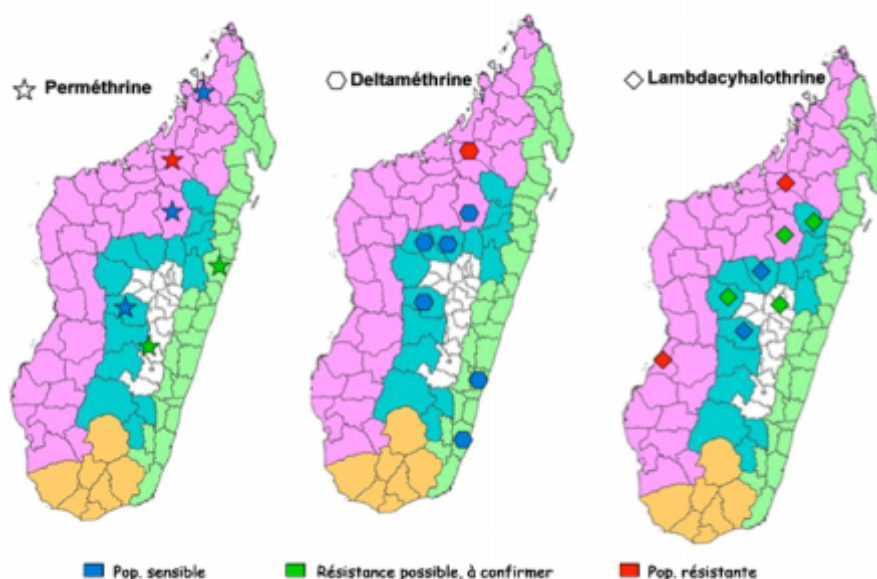 Perméthrine
Deltaméthrine
Lambdacyhalothrine
Pop. sensible
Résistance possible, à confirmer
Pop. résistante